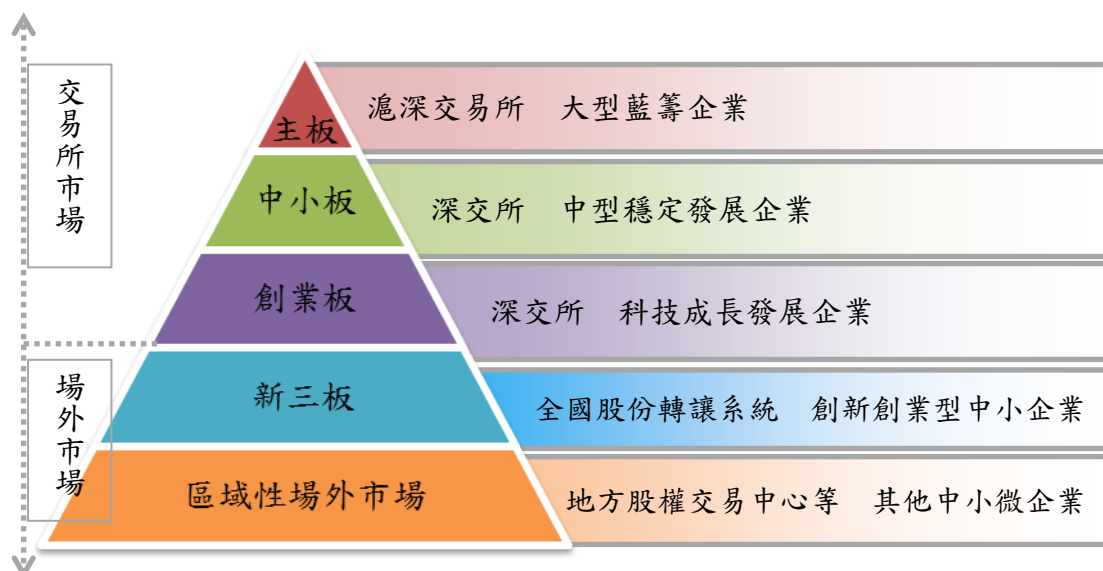 交易所市場
主板
滬深交易所 大型藍籌企業
中小板
深交所 中型穩定發展企業
創業板
深交所 科技成長發展企業
場外市場
新三板
全國股份轉讓系統 創新創業型中小企業
區域性場外市場
地方股權交易中心等 其他中小微企業